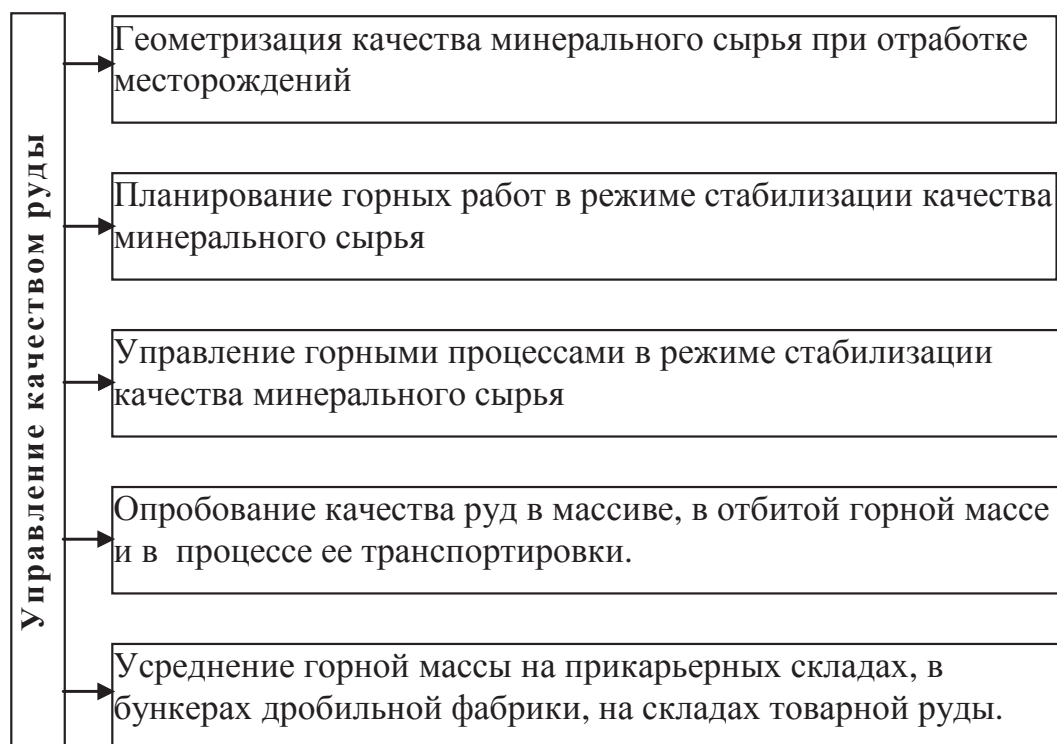 Управление качеством руды
Геометризация качества минерального сырья при отработке
месторождений
Планирование горных работ в режиме стабилизации качества
минерального сырья
Управление горными процессами в режиме стабилизации
качества минерального сырья
Опробование качества руд в массиве, в отбитой горной массе
и в  процессе ее транспортировки.
Усреднение горной массы на прикарьерных складах, в
бункерах дробильной фабрики, на складах товарной руды.